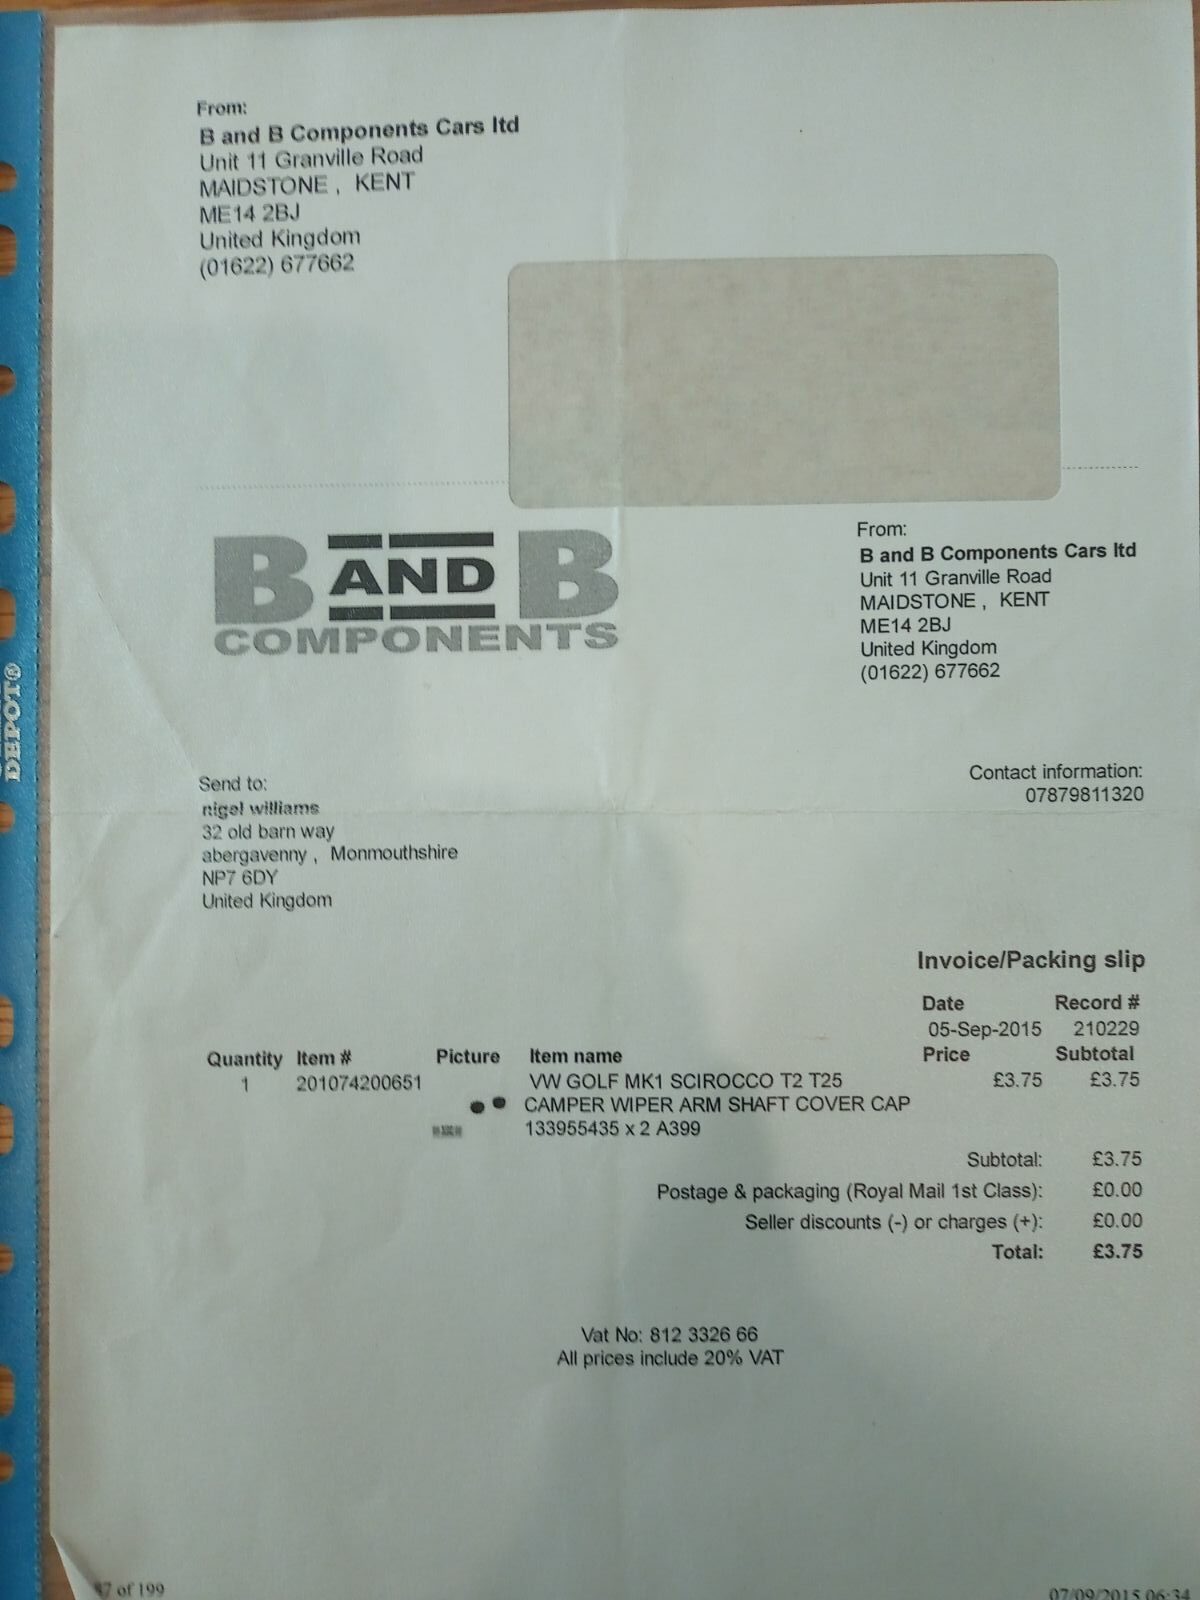 From:
B and B Components Cars ltd
Unit 11 Granville Road
MAIDSTONE , KENT
ME14 2BJ
United Kingdom
(01622) 677662
B AND B
COMPONENTS
From:
B and B Components Cars ltd
Unit 11 Granville Road
MAIDSTONE , KENT
ME14 2BJ
United Kingdom
(01622) 677662
DEPOT®
Contact information:
07879811320
Send to:
nigel williams
32 old barn way
abergavenny , Monmouthshire
NP7 6DY
United Kingdom
Invoice/Packing slip
Date Record #
05-Sep-2015 210229
Quantity Item # Picture Item name Price Subtotal
1 201074200651 VW GOLF MK1 SCIROCCO T2 T25 £3.75 £3.75
CAMPER WIPER ARM SHAFT COVER CAP
133955435 x 2 A399
Subtotal: £3.75
Postage & packaging (Royal Mail 1st Class): £0.00
Seller discounts (-) or charges (+): £0.00
Total: £3.75
Vat No: 812 3326 66
All prices include 20% VAT
of 199
07/09/2015 06:34